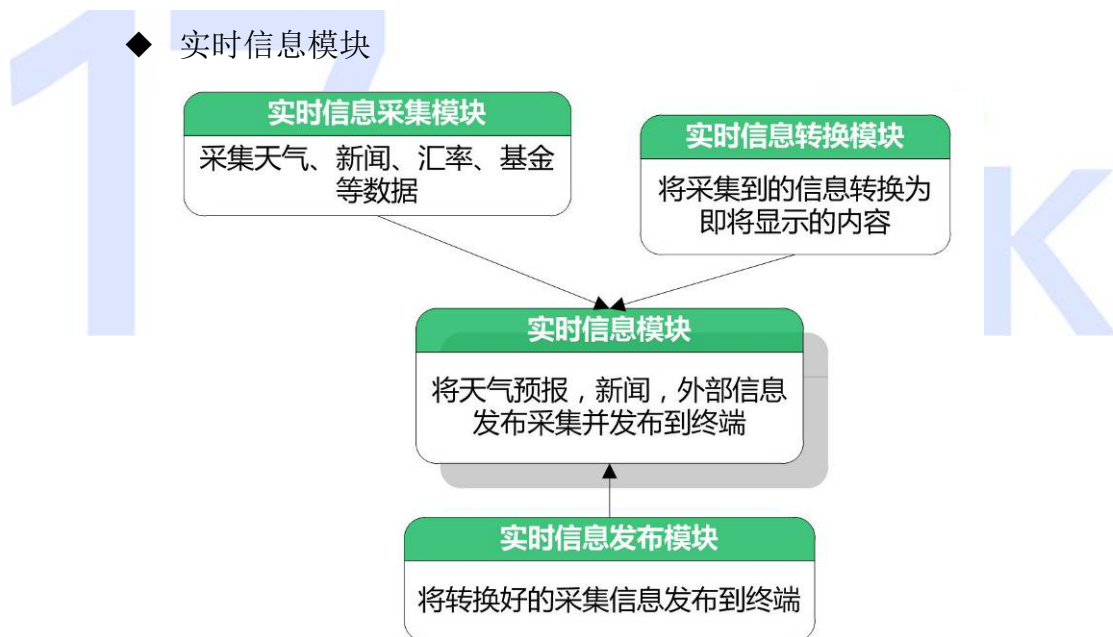 ◆ 实时信息模块
实时信息采集模块
采集天气、新闻、汇率、基金
等数据
实时信息转换模块
将采集到的信息转换为
即将显示的内容
实时信息模块
将天气预报，新闻，外部信息
发布采集并发布到终端
实时信息发布模块
将转换好的采集信息发布到终端